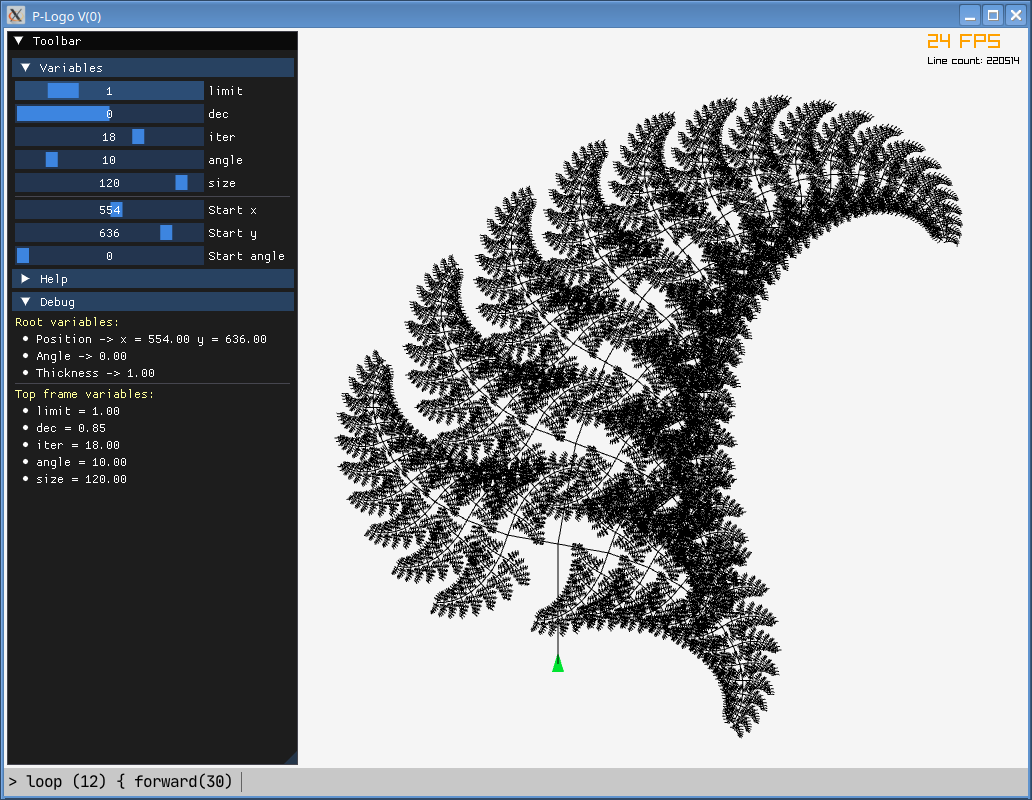 P-Logo V(0)
Toolbar
Variables
1 limit
0 dec
18 iter
10 angle
120 size
554 Start x
636 Start y
0 Start angle
Help
Debug
Root variables:
Position -> x = 554.00 y = 636.00
Angle -> 0.00
Thickness -> 1.00
Top frame variables:
limit = 1.00
dec = 0.85
iter = 18.00
angle = 10.00
size = 120.00
24 FPS
Line count: 220514
> loop (12) { forward(30)